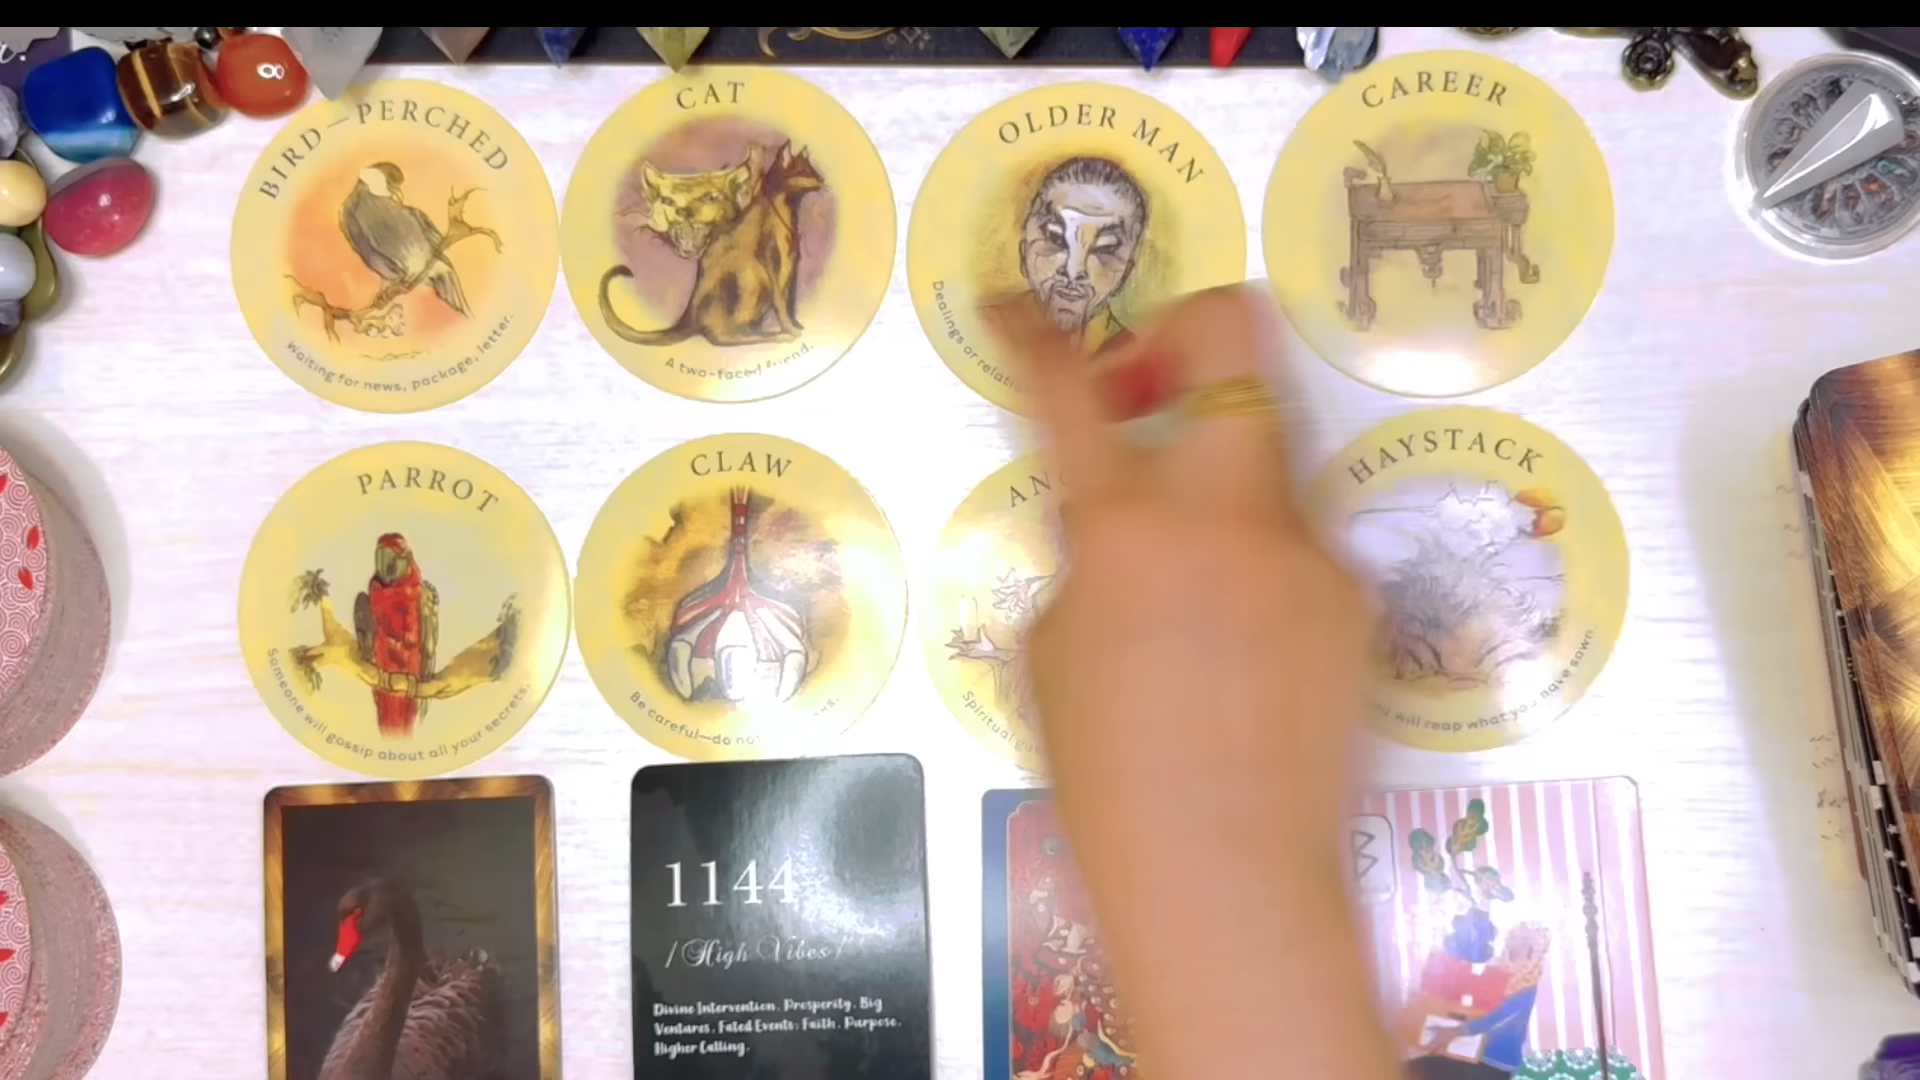 BIRD—PERCHED
Waiting for news, package, letter.
CAT
A two-faced friend.
OLDER MAN
Dealings or
CAREER
PARROT
Someone will gossip about all your secrets.
CLAW
Be careful—do no
AN
Spiritual
HAYSTACK
you will reap what you have sown.
1144
/High Vibes/
Divine Intervention, Prosperity, Big
Ventures, Fated Events: Faith, Purpose,
Higher Calling.